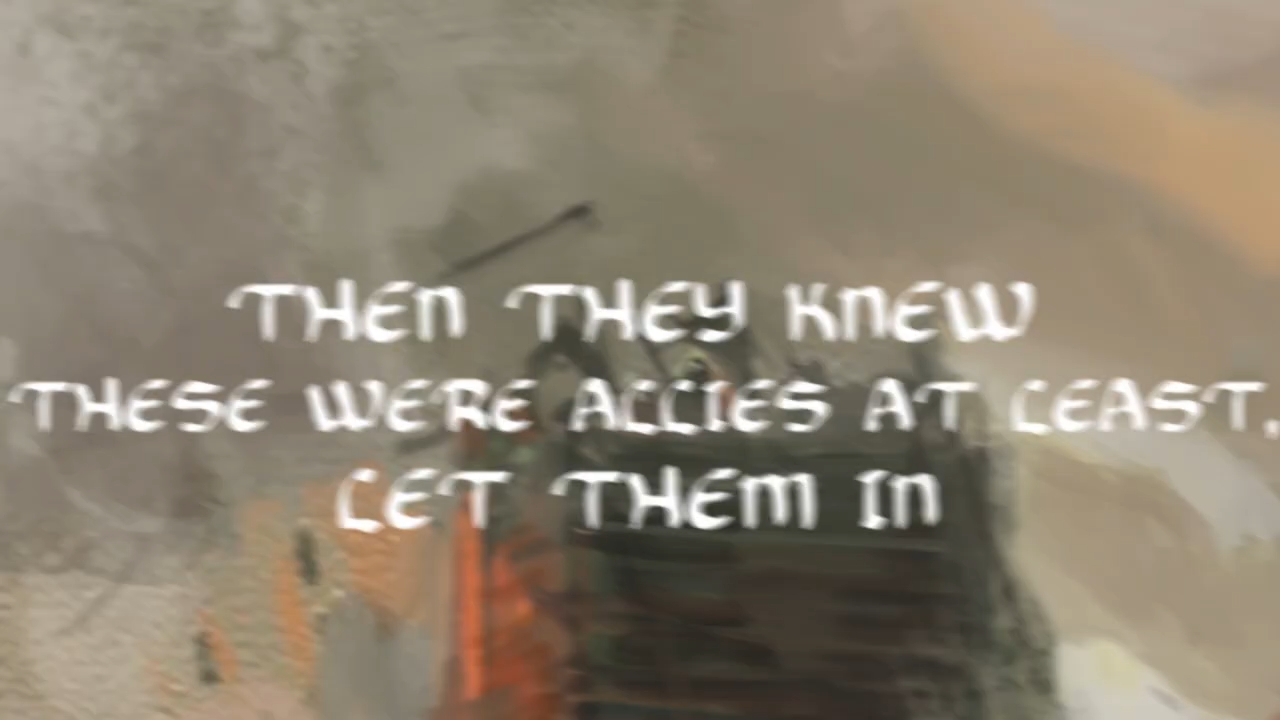 THEN THEY KNEW
THESE WERE ALLIES AT LEAST,
LET THEM IN